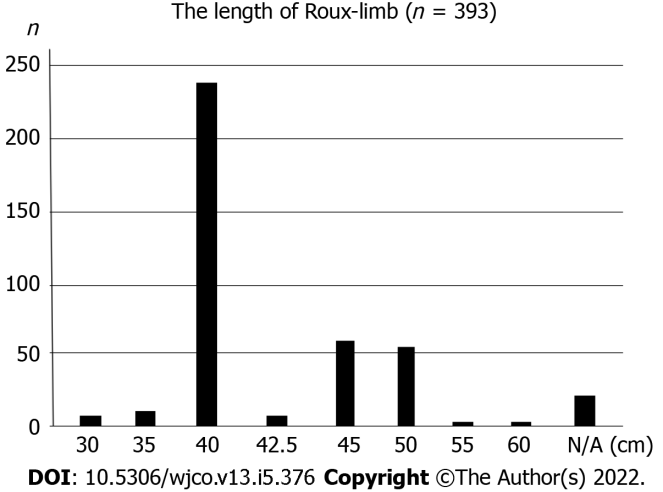 The length of Roux-limb (n = 393)
n
250
200
150
100
50
0
30 35 40 42.5 45 50 55 60 N/A (cm)
DOI: 10.5306/wjco.v13.i5.376 Copyright ©The Author(s) 2022.